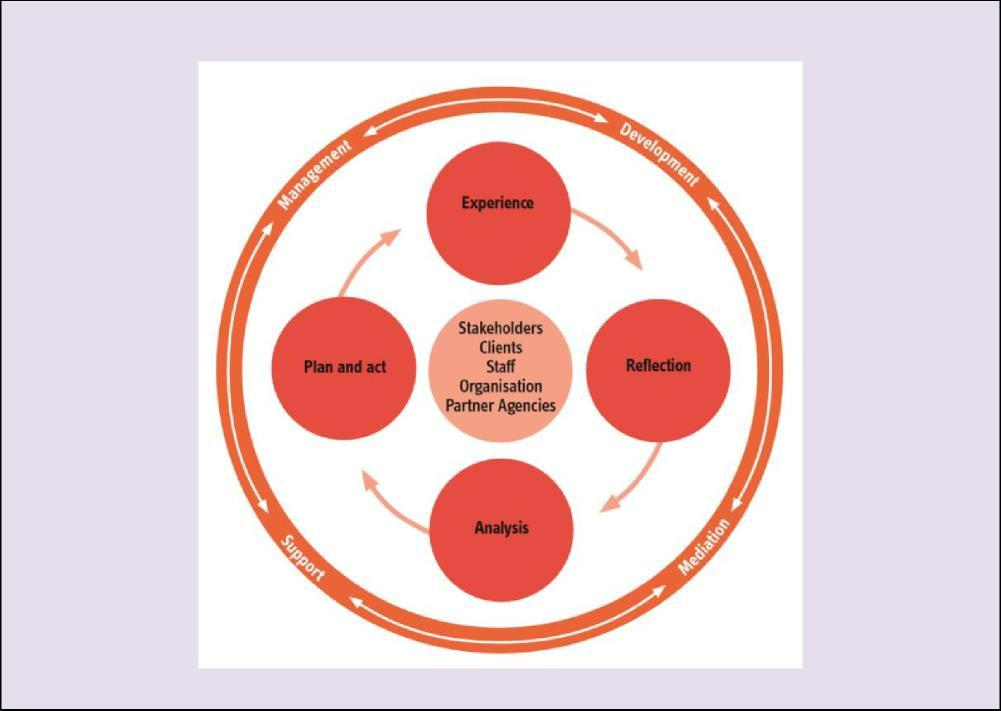 Management
Development
Experience
Stakeholders
Clients
Staff
Organisation
Partner Agencies
Plan and act
Reflection
Analysis
Support
Mediation